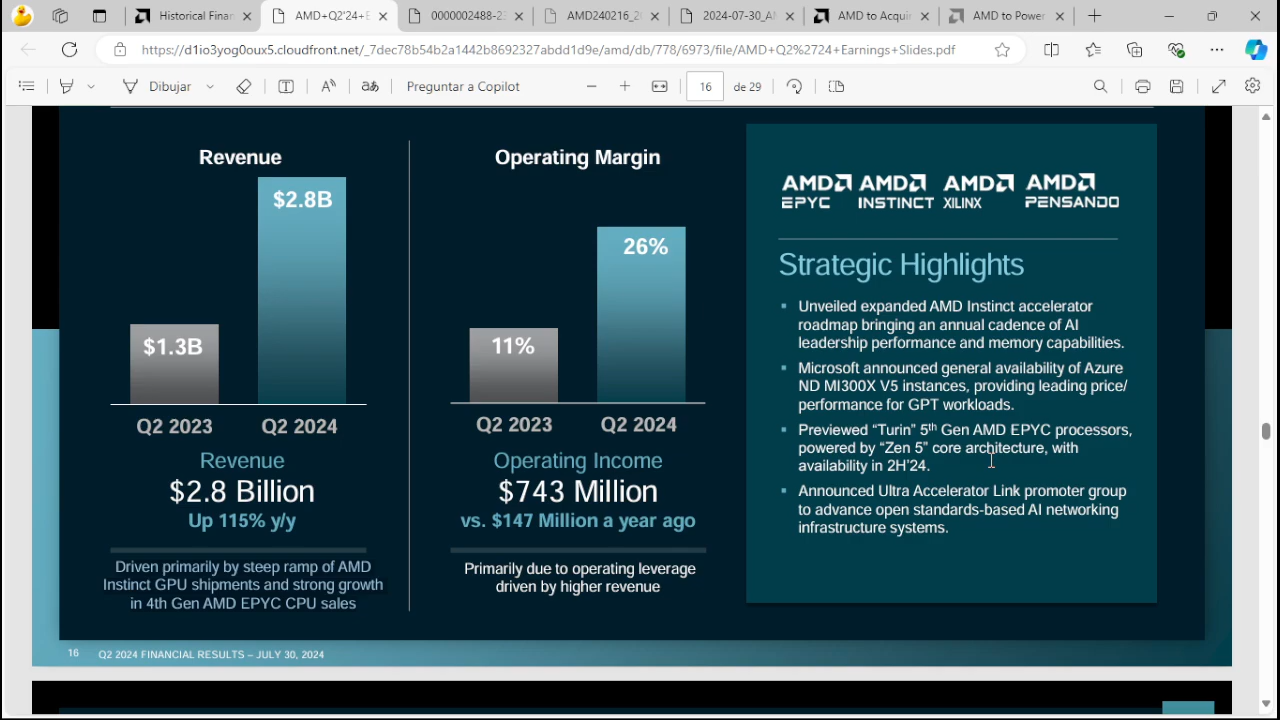 Historical Finan
AMD+Q2'24+E
0000002488-23
AMD240216_20
2024-07-30_AM
AMD to Acqui
AMD to Power
https://d1io3yog0oux5.cloudfront.net/_7dec78b54b2a1442b8692327abdd1d9e/amd/db/778/6973/file/AMD+Q2%2724+Earnings+Slides.pdf
Dibujar
Preguntar a Copilot
16
de 29
Revenue
$2.8B
$1.3B
Q2 2023
Q2 2024
Revenue
$2.8 Billion
Up 115% y/y
Driven primarily by steep ramp of AMD
Instinct GPU shipments and strong growth
in 4th Gen AMD EPYC CPU sales
Operating Margin
26%
11%
Q2 2023
Q2 2024
Operating Income
$743 Million
vs. $147 Million a year ago
Primarily due to operating leverage
driven by higher revenue
AMD EPYC
AMD INSTINCT
AMD XILINX
AMD PENSANDO
Strategic Highlights
▪ Unveiled expanded AMD Instinct accelerator
roadmap bringing an annual cadence of AI
leadership performance and memory capabilities.
▪ Microsoft announced general availability of Azure
ND MI300X V5 instances, providing leading price/
performance for GPT workloads.
▪ Previewed “Turin” 5th Gen AMD EPYC processors,
powered by “Zen 5” core architecture, with
availability in 2H'24.
▪ Announced Ultra Accelerator Link promoter group
to advance open standards-based AI networking
infrastructure systems.
16
Q2 2024 FINANCIAL RESULTS – JULY 30, 2024